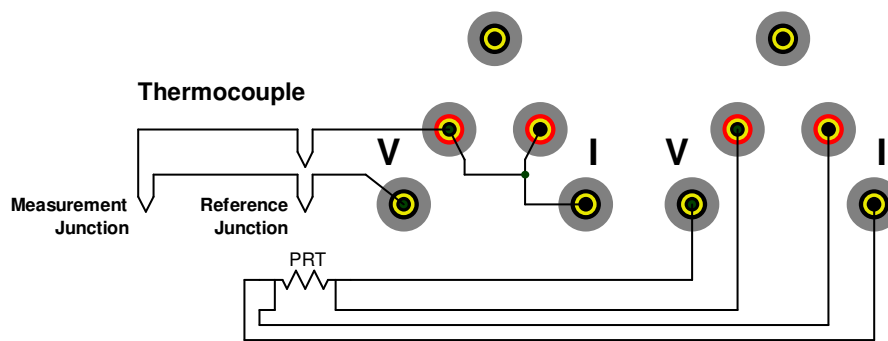 Thermocouple
V
I
V
I
Measurement
Junction
Reference
Junction
PRT